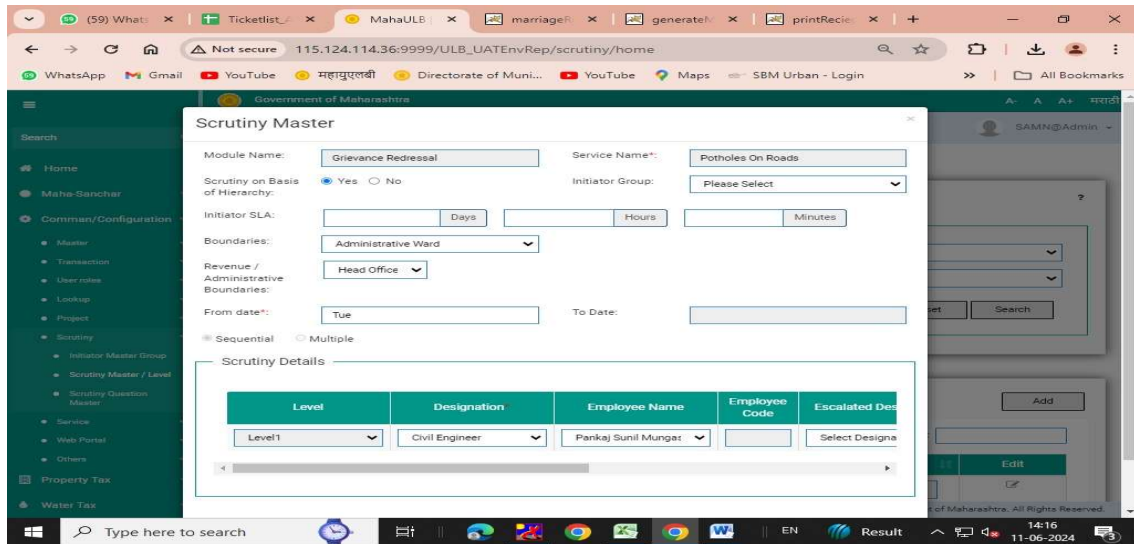 (59) Whats
Ticketlist_A
MahaULB
marriageR
generateM
printRecie
Not secure 115.124.114.36:9999/ULB_UATEnvRep/scrutiny/home
WhatsApp
Gmail
YouTube
महायुएलबी
Directorate of Muni...
YouTube
Maps
SBM Urban - Login
All Bookmarks
Government of Maharashtra
A- A A+ मराठी
Search
SAMN@Admin
Home
Maha-Sanchar
Comman/Configuration
Master
Transaction
User roles
Lookup
Project
Scrutiny
Initiator Master Group
Scrutiny Master / Level
Scrutiny Question
Master
Service
Web Portal
Others
Property Tax
Water Tax
Scrutiny Master
Module Name: Grievance Redressal Service Name*: Potholes On Roads
Scrutiny on Basis of Hierarchy: Yes No Initiator Group: Please Select
Initiator SLA: Days Hours Minutes
Boundaries: Administrative Ward
Revenue / Administrative Boundaries: Head Office
From date*: Tue To Date:
Sequential Multiple
Scrutiny Details
Level Designation* Employee Name Employee Code Escalated Des
Level1 Civil Engineer Pankaj Sunil Mungas Select Designa
?
set Search
Add
Edit
t of Maharashtra. All Rights Reserved.
Type here to search
EN
Result
14:16
11-06-2024
3